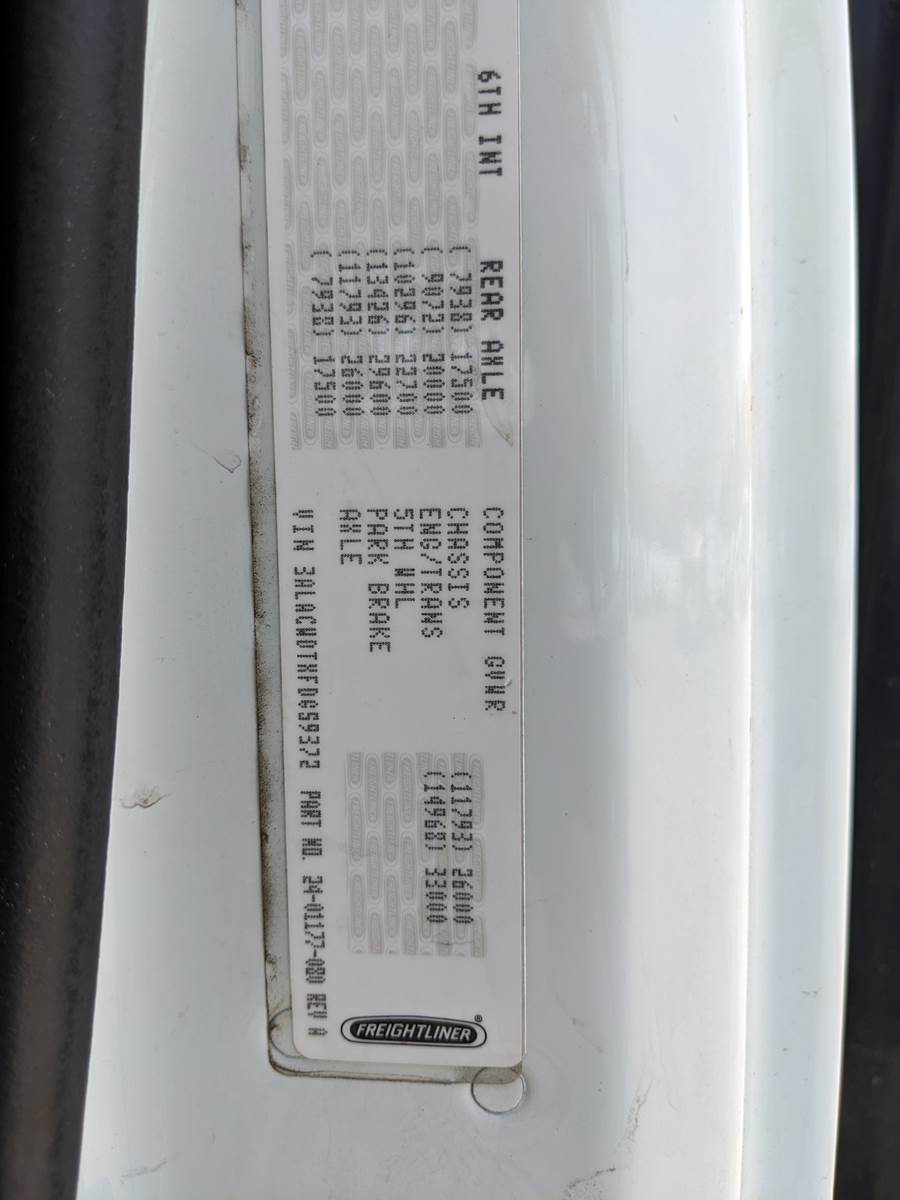 6TH INT REAR AXLE COMPONENT GVWR
( 7938) 17500 CHASSIS (11793) 26000
( 9072) 20000 ENG/TRANS (14968) 33000
(10296) 22700 5TH WHL
(13426) 29600 PARK BRAKE
(11793) 26000 AXLE
( 7938) 17500
VIN 3ALACWDTXFDGS9372 PART NO. 24-01177-080 REV A
FREIGHTLINER®